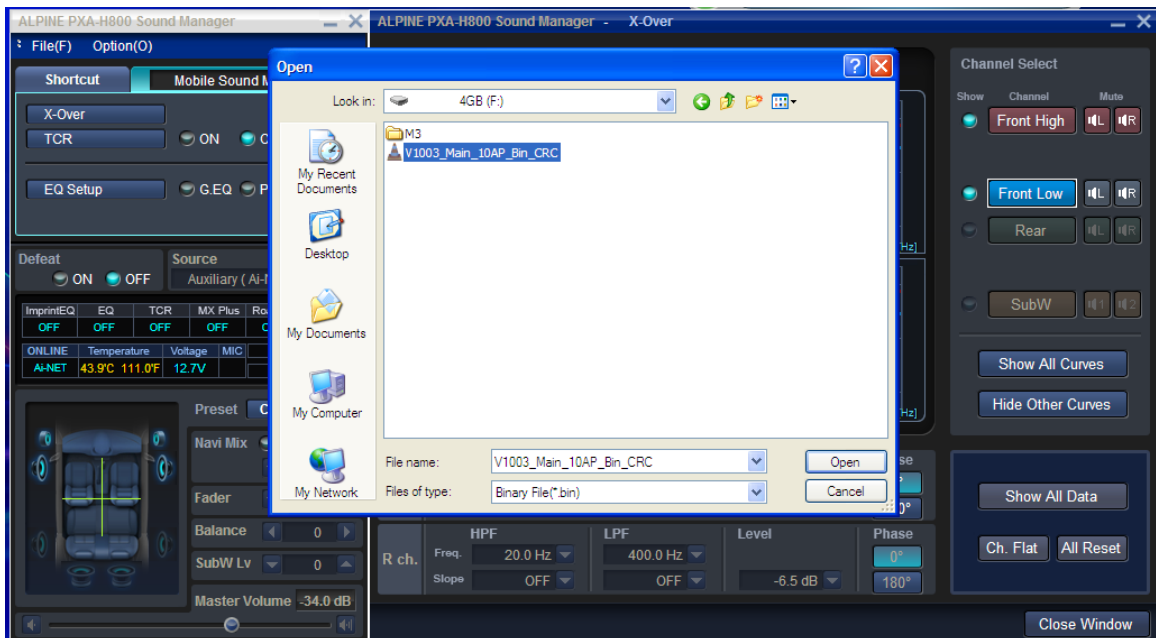 ALPINE PXA-H800 Sound Manager
File(F) Option(O)
Shortcut
Mobile Sound M
X-Over
TCR
ON
EQ Setup
G.EQ
P
Defeat
ON OFF
Source
Auxiliary ( Ai-
ImprintEQ EQ TCR MX Plus
OFF OFF OFF OFF
ONLINE Temperature Voltage MIC
Ai-NET 43.9°C 111.0°F 12.7V
Preset
Navi Mix
Fader
Balance 0
SubW Lv 0
Master Volume -34.0 dB
ALPINE PXA-H800 Sound Manager - X-Over
Open
Look in: 4GB (F:)
M3
V1003_Main_10AP_Bin_CRC
My Recent
Documents
Desktop
My Documents
My Computer
My Network
File name: V1003_Main_10AP_Bin_CRC
Open
Files of type: Binary File(*.bin)
Cancel
Hz]
Hz]
se
0°
HPF LPF Level Phase
R ch.
Freq. 20.0 Hz 400.0 Hz 0°
Slope OFF OFF -6.5 dB 180°
Channel Select
Show Channel Mute
Front High L R
Front Low L R
Rear L R
SubW 1 2
Show All Curves
Hide Other Curves
Show All Data
Ch. Flat All Reset
Close Window